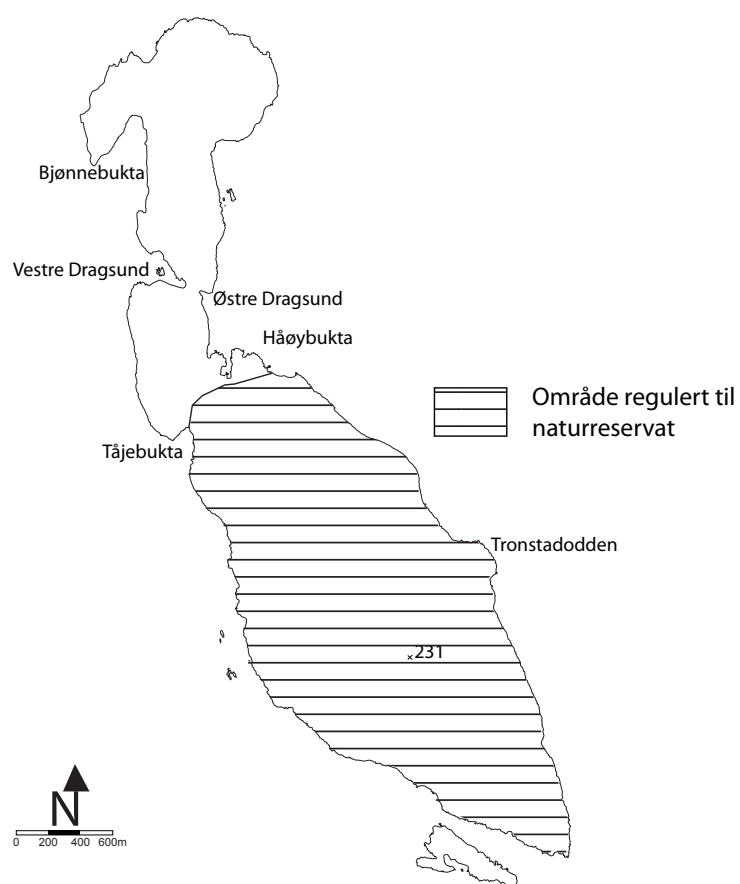 Bjønnebukta
Vestre Dragsund
Østre Dragsund
Håøybukta
Område regulert til
naturreservat
Tåjebukta
Tronstadodden
231
N
0 200 400 600m